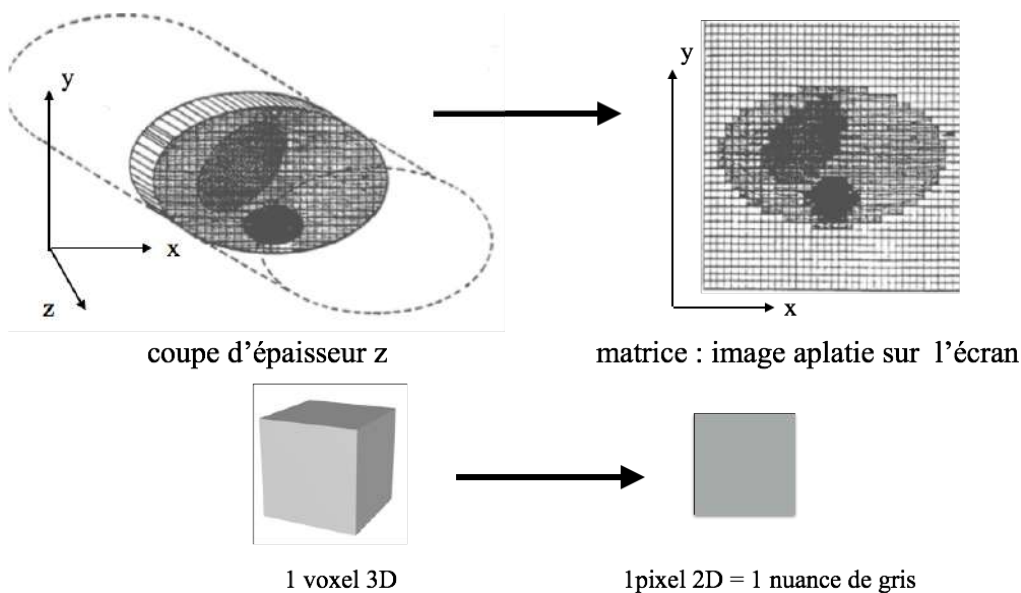 y
x
z
y
x
coupe d'épaisseur z
matrice : image aplatie sur l'écran
1 voxel 3D
1pixel 2D = 1 nuance de gris